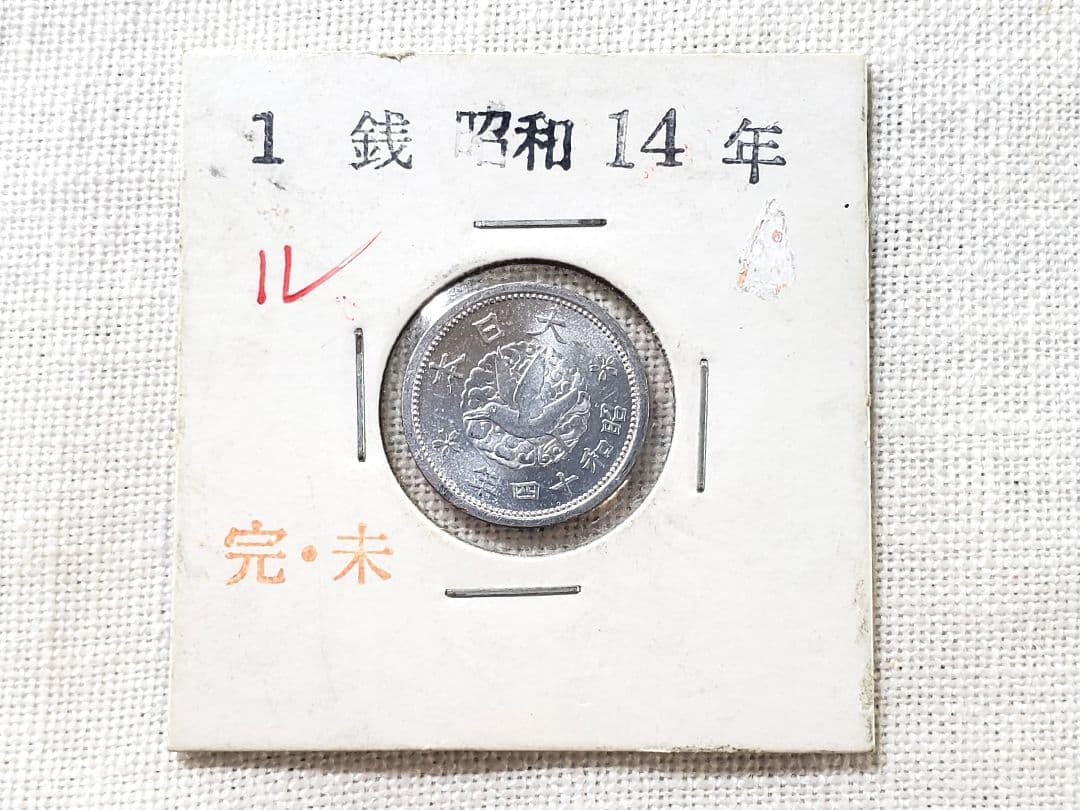 1 銭 昭和 14 年
ル
大日本
昭和十四年
完・未